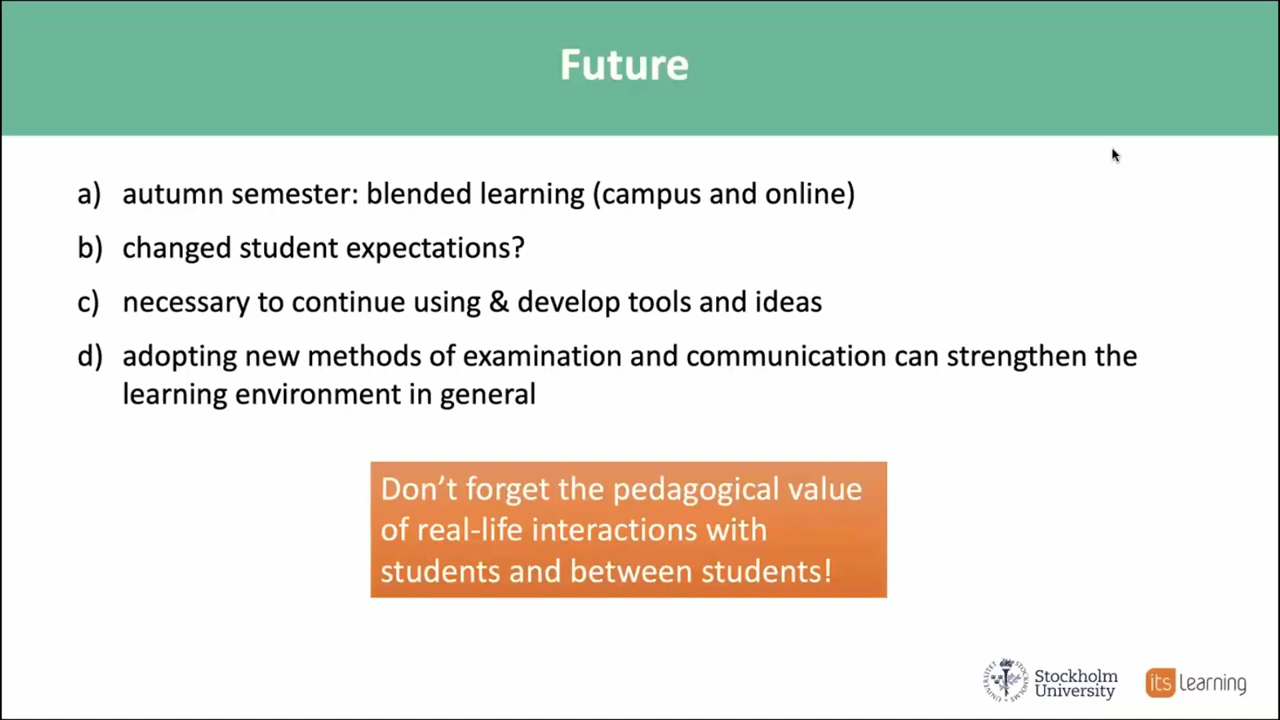 Future
a) autumn semester: blended learning (campus and online)
b) changed student expectations?
c) necessary to continue using & develop tools and ideas
d) adopting new methods of examination and communication can strengthen the
learning environment in general
Don't forget the pedagogical value
of real-life interactions with
students and between students!
Stockholm
University
its learning